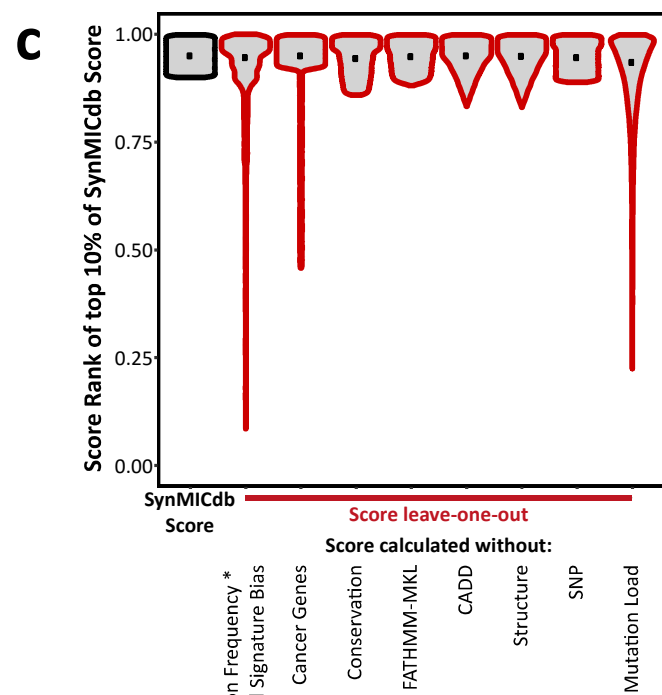 c
Score Rank of top 10% of SynMICdb Score
1.00
0.75
0.50
0.25
0.00
SynMICdb
Score
Score leave-one-out
Score calculated without:
Frequency *
Signature Bias
Cancer Genes
Conservation
FATHMM-MKL
CADD
Structure
SNP
Mutation Load